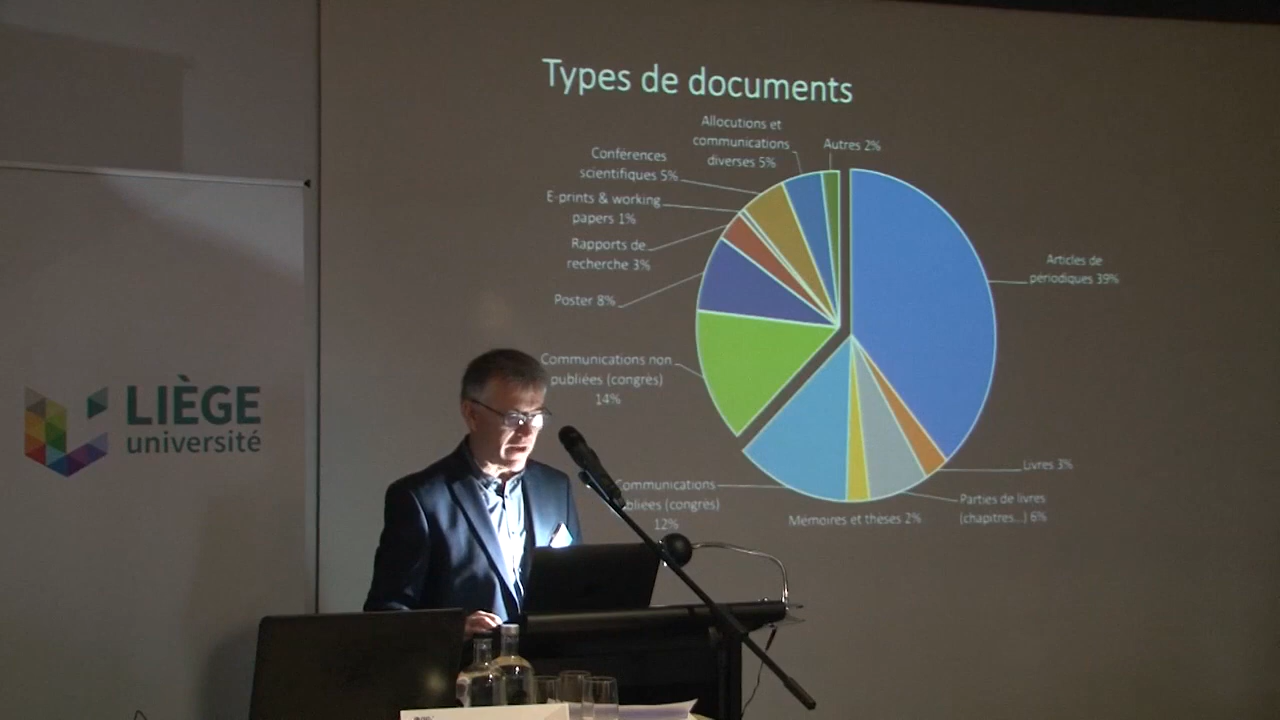 Types de documents
Allocutions et
communications
diverses 5%
Autres 2%
Conférences
scientifiques 5%
E-prints & working
papers 1%
Rapports de
recherche 3%
Poster 8%
Articles de
périodiques 39%
Communications non
publiées (congrès)
14%
Livres 3%
Parties de livres
(chapitres...) 6%
Communications
(congrès)
12%
Mémoires et thèses 2%
LIÈGE
université